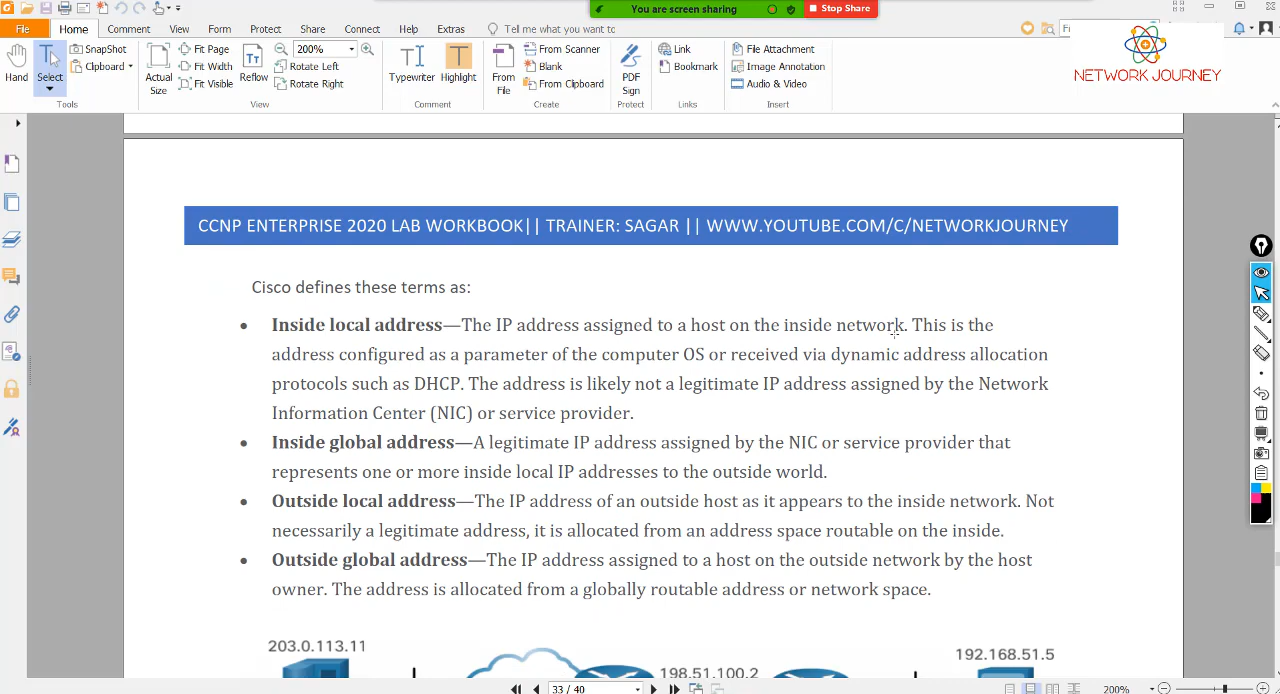 You are screen sharing
Stop Share
File
Home
Comment
View
Form
Protect
Connect
Help
Extras
Tell me what you want to
NETWORK JOURNEY
Hand
Select
SnapShot
Clipboard
Tools
Actual
Size
Fit Page
Fit Width
Fit Visible
Reflow
200%
Rotate Left
Rotate Right
View
Typewriter
Highlight
Comment
From
File
From Scanner
Blank
From Clipboard
Create
PDF
Sign
Protect
Link
Bookmark
Links
File Attachment
Image Annotation
Audio & Video
Insert
CCNP ENTERPRISE 2020 LAB WORKBOOK|| TRAINER: SAGAR || WWW.YOUTUBE.COM/C/NETWORKJOURNEY
Cisco defines these terms as:
• Inside local address—The IP address assigned to a host on the inside network. This is the
address configured as a parameter of the computer OS or received via dynamic address allocation
protocols such as DHCP. The address is likely not a legitimate IP address assigned by the Network
Information Center (NIC) or service provider.
• Inside global address—A legitimate IP address assigned by the NIC or service provider that
represents one or more inside local IP addresses to the outside world.
• Outside local address—The IP address of an outside host as it appears to the inside network. Not
necessarily a legitimate address, it is allocated from an address space routable on the inside.
• Outside global address—The IP address assigned to a host on the outside network by the host
owner. The address is allocated from a globally routable address or network space.
203.0.113.11
198.51.100.2
192.168.51.5
33 / 40
200%